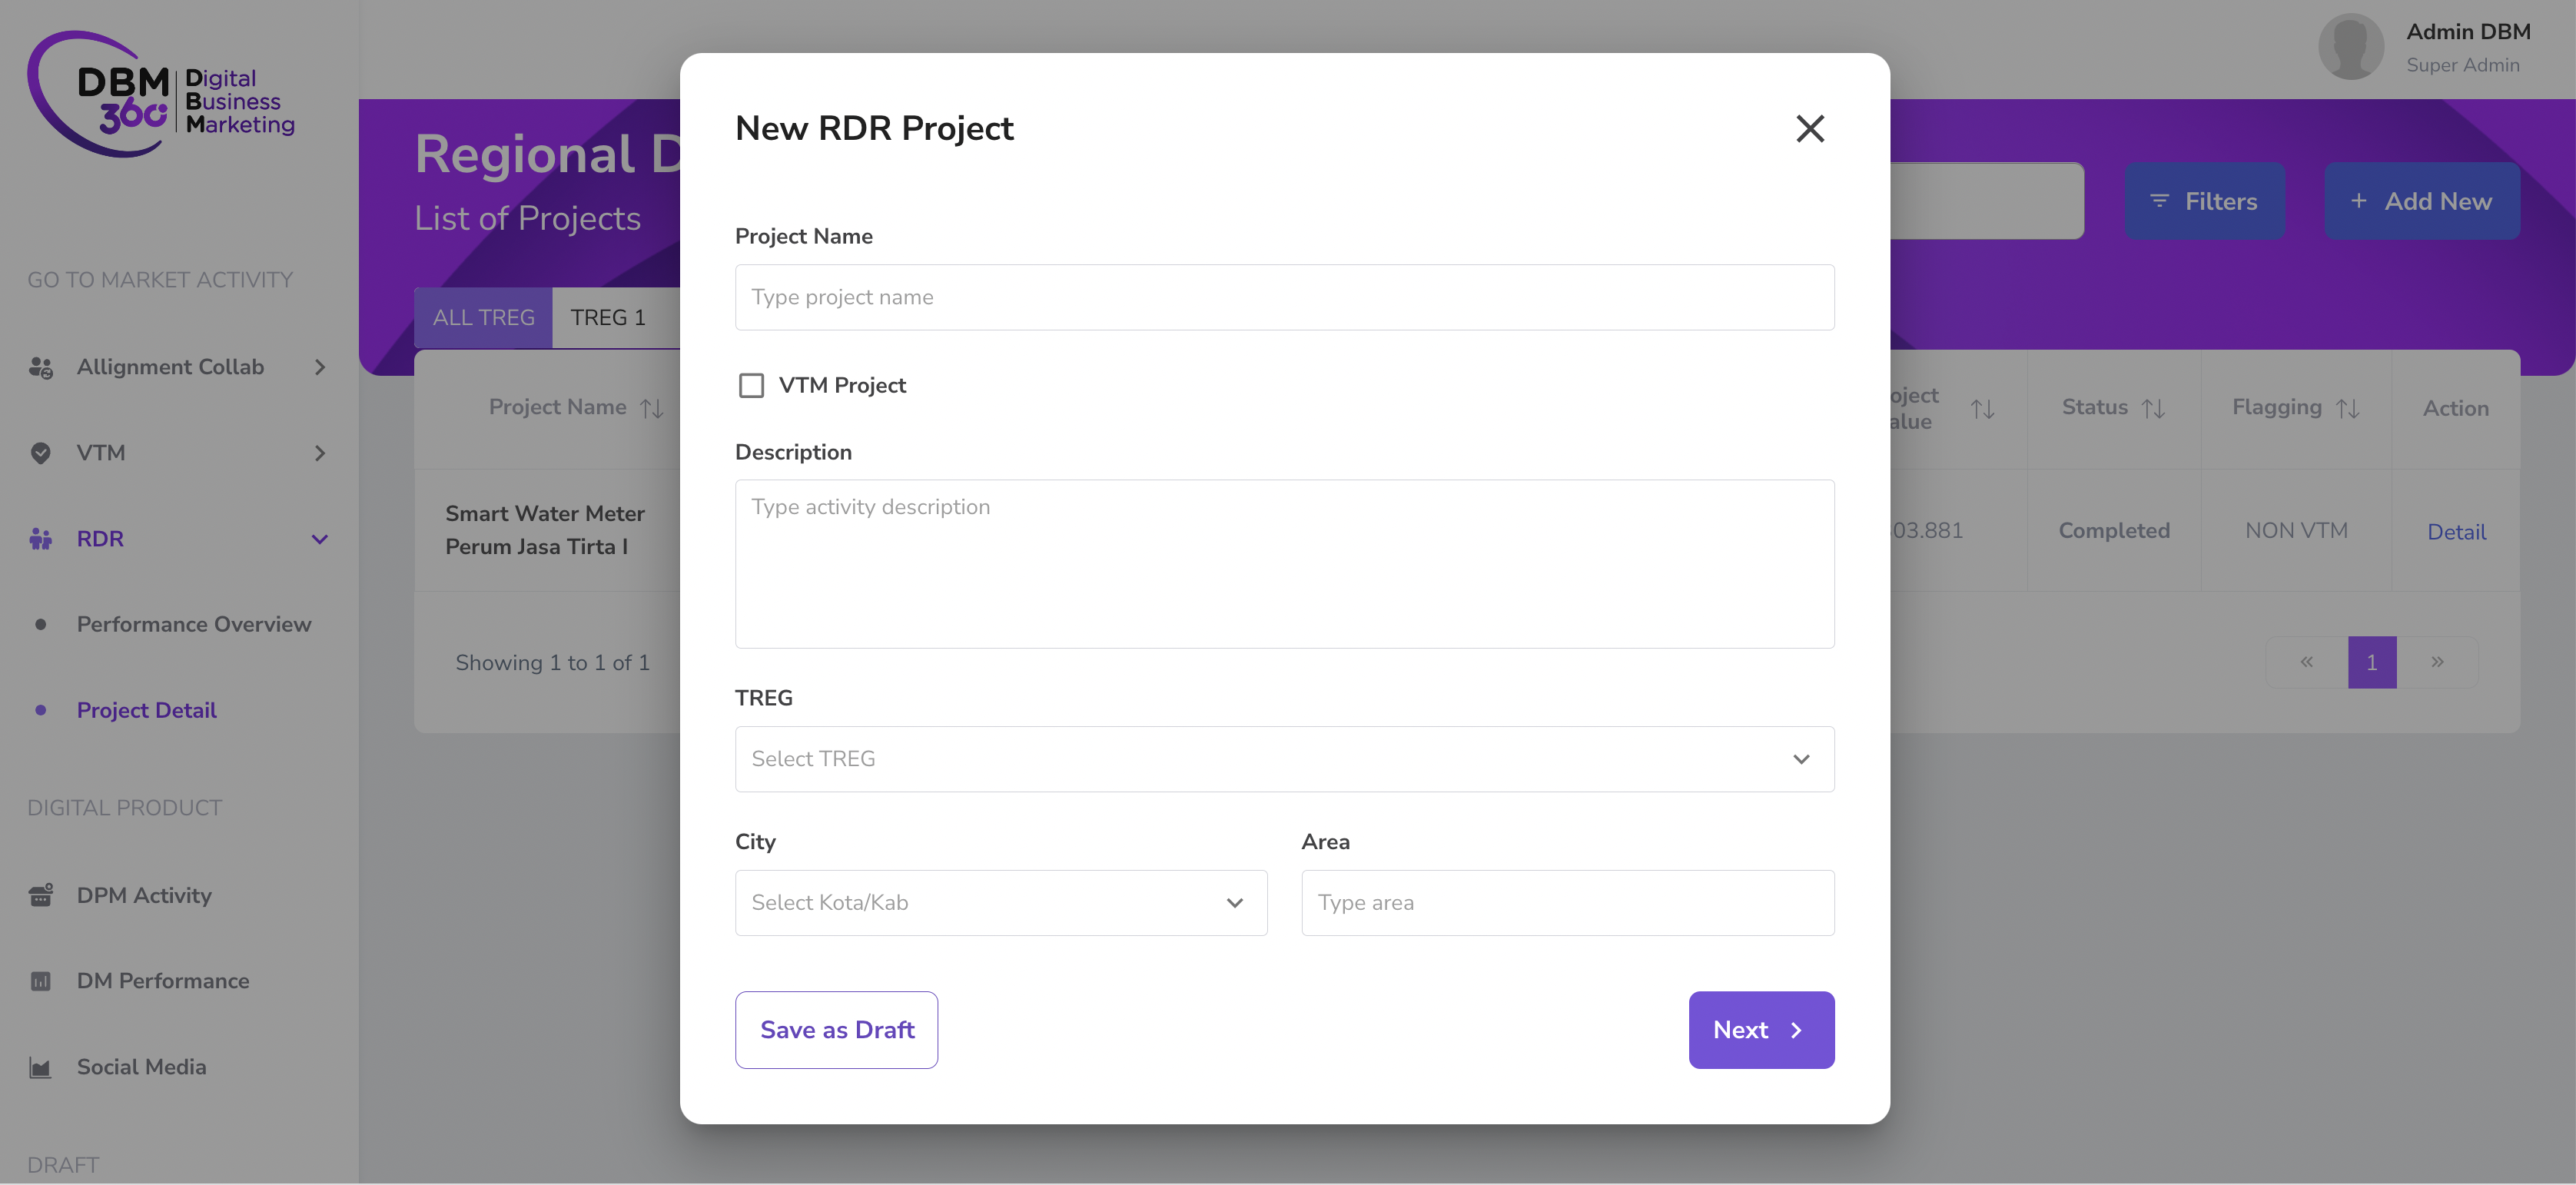 DBM
360
Digital
Business
Marketing
GO TO MARKET ACTIVITY
Allignment Collab
VTM
RDR
Performance Overview
Project Detail
DIGITAL PRODUCT
DPM Activity
DM Performance
Social Media
DRAFT
Admin DBM
Super Admin
Regional D
List of Projects
Filters
+ Add New
ALL TREG
TREG 1
Project Name
oject
alue
Status
Flagging
Action
Smart Water Meter
Perum Jasa Tirta I
03.881
Completed
NON VTM
Detail
Showing 1 to 1 of 1
« 1 »
New RDR Project
Project Name
Type project name
VTM Project
Description
Type activity description
TREG
Select TREG
City
Select Kota/Kab
Area
Type area
Save as Draft
Next